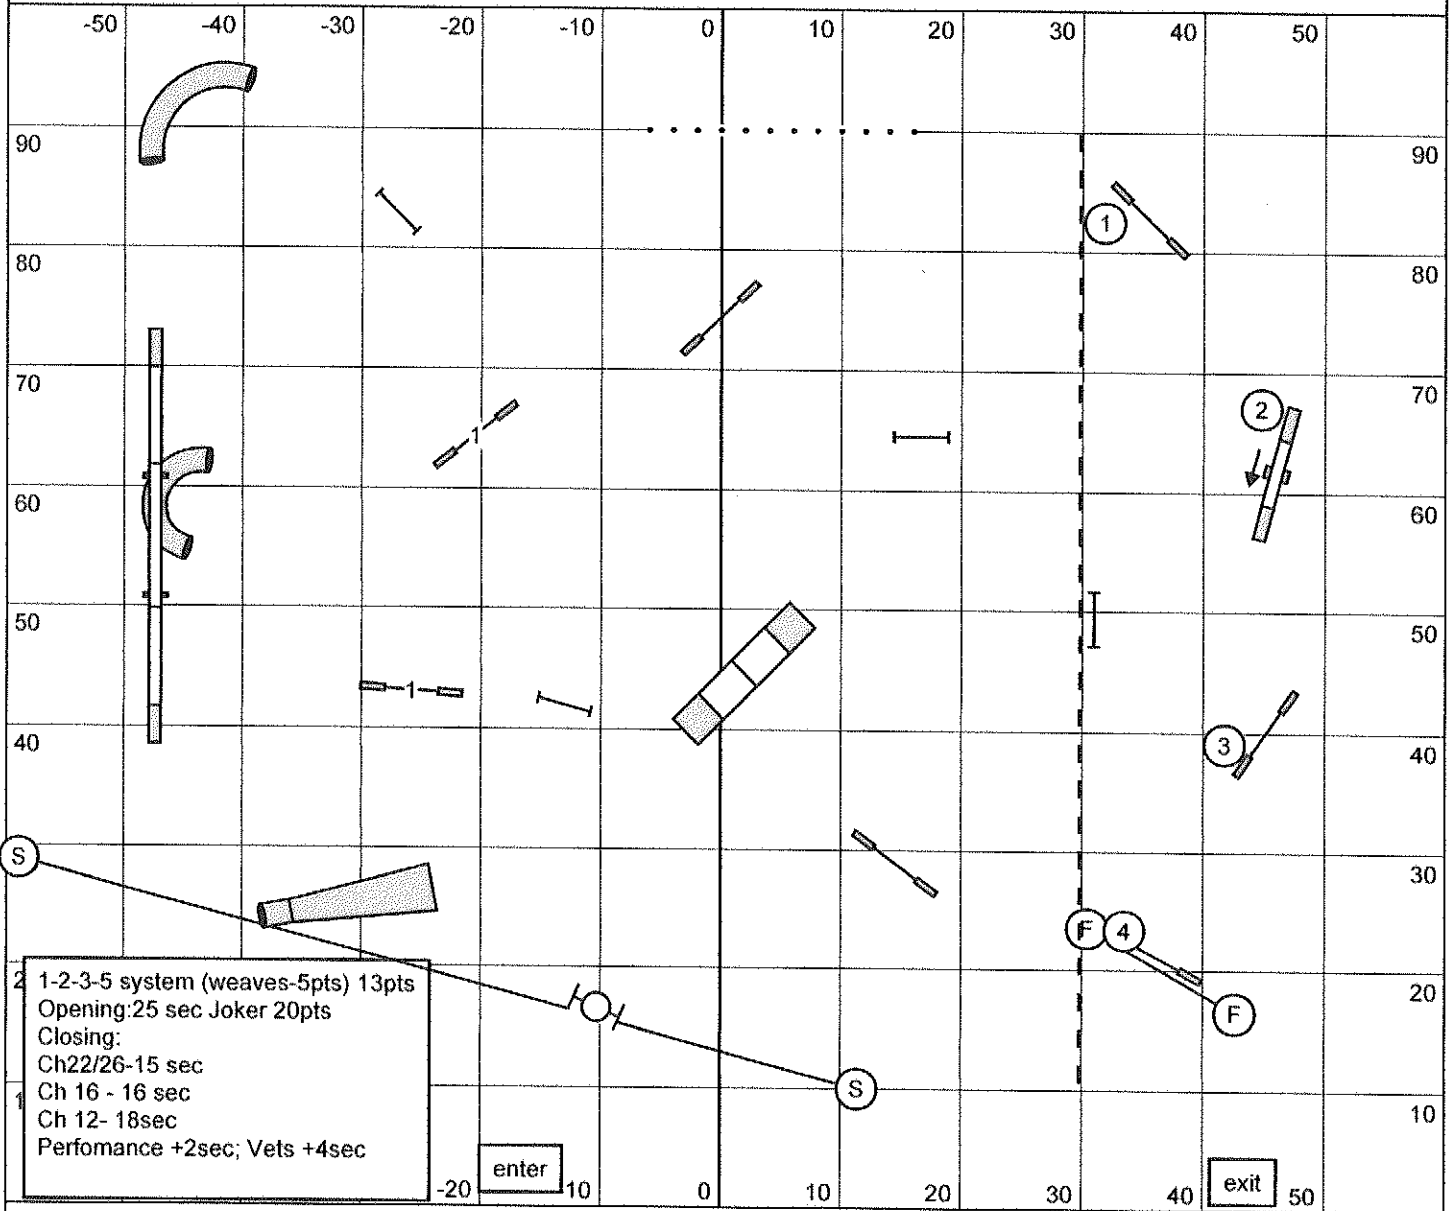 -50 -40 -30 -20 -10 0 10 20 30 40 50
90 90
1
80 80
70 70
2
1
60 60
50 50
1
40 40
3
S
30 30
F 4
2
1-2-3-5 system (weaves-5pts) 13pts
Opening:25 sec Joker 20pts
Closing:
Ch22/26-15 sec
Ch 16 - 16 sec
Ch 12- 18sec
Perfomance +2sec; Vets +4sec
20
F
S
1 10
enter
exit
-20 10 0 10 20 30 40 50